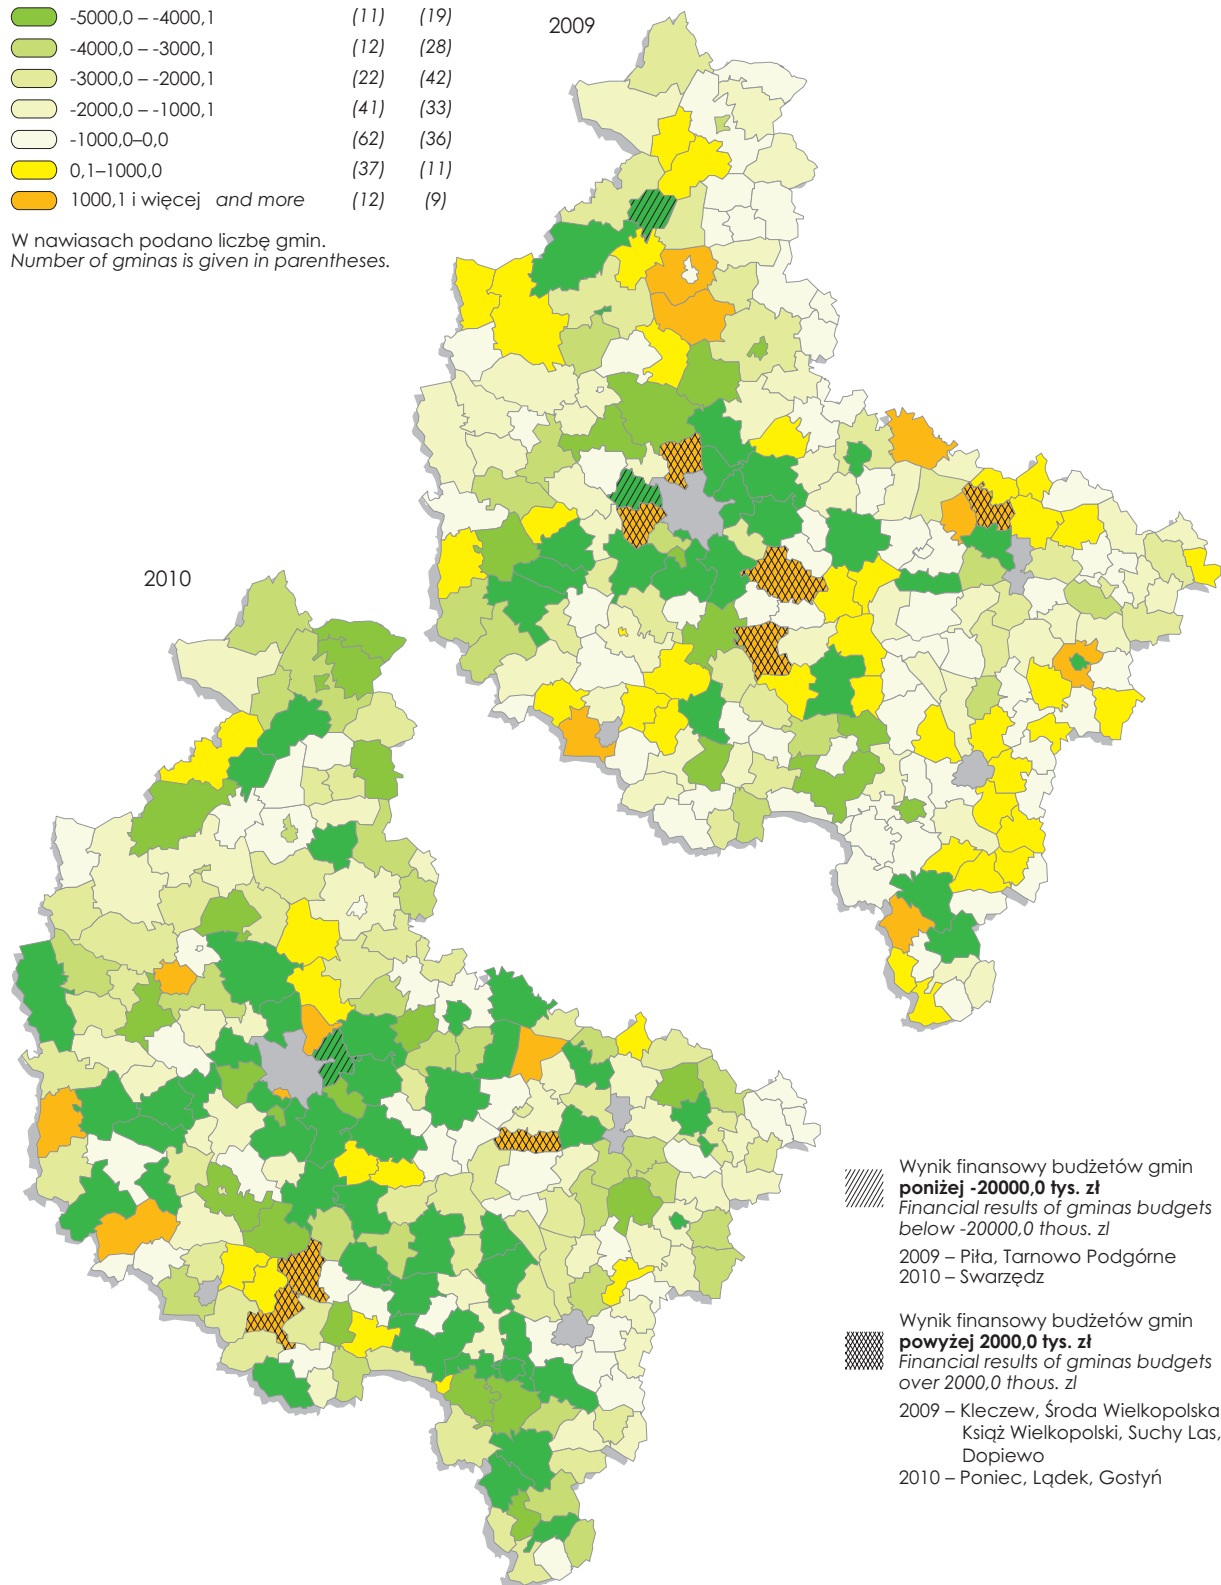 -5000,0 – -4000,1 (11) (19)
-4000,0 – -3000,1 (12) (28)
-3000,0 – -2000,1 (22) (42)
-2000,0 – -1000,1 (41) (33)
-1000,0–0,0 (62) (36)
0,1–1000,0 (37) (11)
1000,1 i więcej and more (12) (9)
W nawiasach podano liczbę gmin.
Number of gminas is given in parentheses.
2009
2010
Wynik finansowy budżetów gmin
poniżej -20000,0 tys. zł
Financial results of gminas budgets
below -20000,0 thous. zl
2009 – Piła, Tarnowo Podgórne
2010 – Swarzędz
Wynik finansowy budżetów gmin
powyżej 2000,0 tys. zł
Financial results of gminas budgets
over 2000,0 thous. zl
2009 – Kleczew, Środa Wielkopolska
Książ Wielkopolski, Suchy Las,
Dopiewo
2010 – Poniec, Lądek, Gostyń